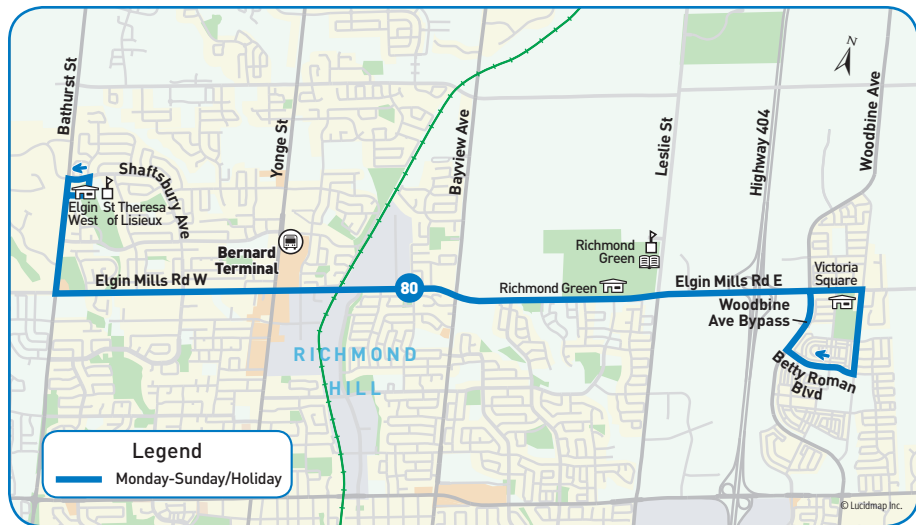 N
Bathurst St
Yonge St
Bayview Ave
Leslie St
Highway 404
Woodbine Ave
Shaftsbury Ave
Elgin
West
St Theresa
of Lisieux
Bernard
Terminal
Richmond
Green
Elgin Mills Rd W
80
Richmond Green
Elgin Mills Rd E
Victoria
Square
Woodbine
Ave Bypass
RICHMOND
HILL
Betty Roman
Blvd
Legend
Monday-Sunday/Holiday
© Lucidmap Inc.